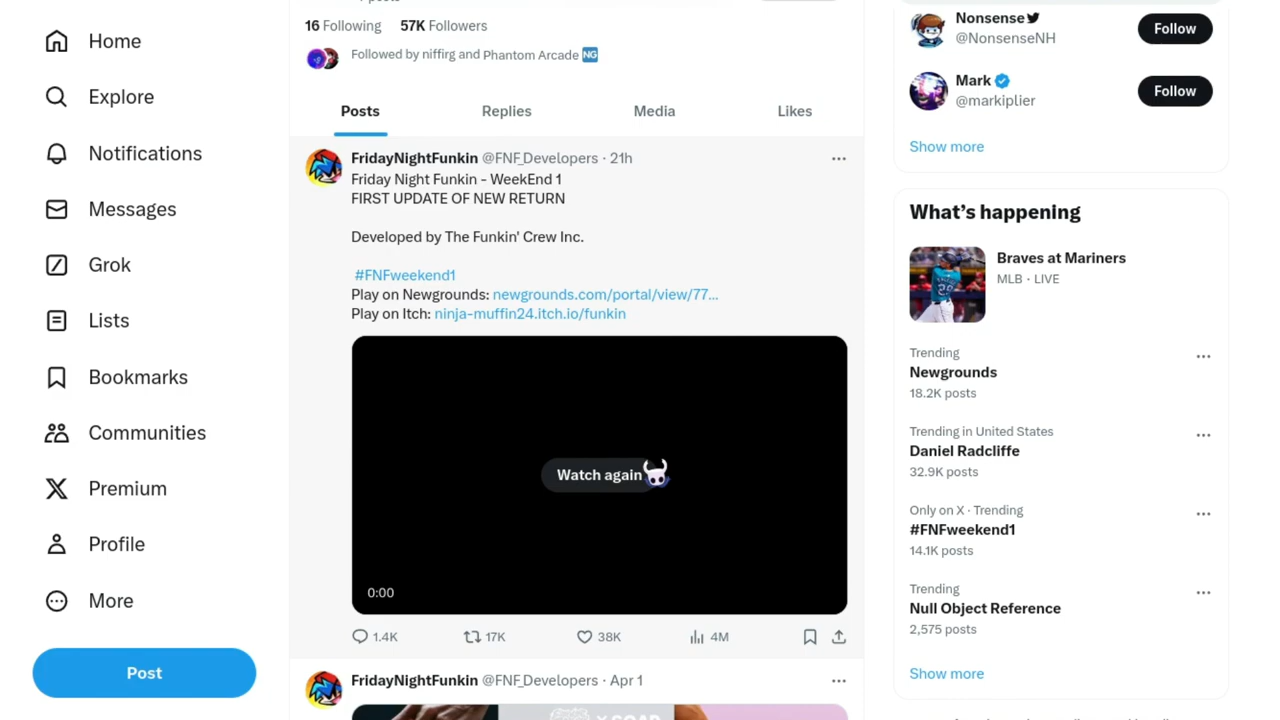 Home
Explore
Notifications
Messages
Grok
Lists
Bookmarks
Communities
Premium
Profile
More
Post
16 Following 57K Followers
Followed by niffirg and Phantom Arcade NG
Posts Replies Media Likes
FridayNightFunkin @FNF_Developers · 21h
Friday Night Funkin - WeekEnd 1
FIRST UPDATE OF NEW RETURN
Developed by The Funkin' Crew Inc.
#FNFweekend1
Play on Newgrounds: newgrounds.com/portal/view/77...
Play on Itch: ninja-muffin24.itch.io/funkin
Watch again
0:00
1.4K 17K 38K 4M
FridayNightFunkin @FNF_Developers · Apr 1
Nonsense
@NonsenseNH
Follow
Mark
@markiplier
Follow
Show more
What's happening
Braves at Mariners
MLB · LIVE
Trending
Newgrounds
18.2K posts
Trending in United States
Daniel Radcliffe
32.9K posts
Only on X · Trending
#FNFweekend1
14.1K posts
Trending
Null Object Reference
2,575 posts
Show more